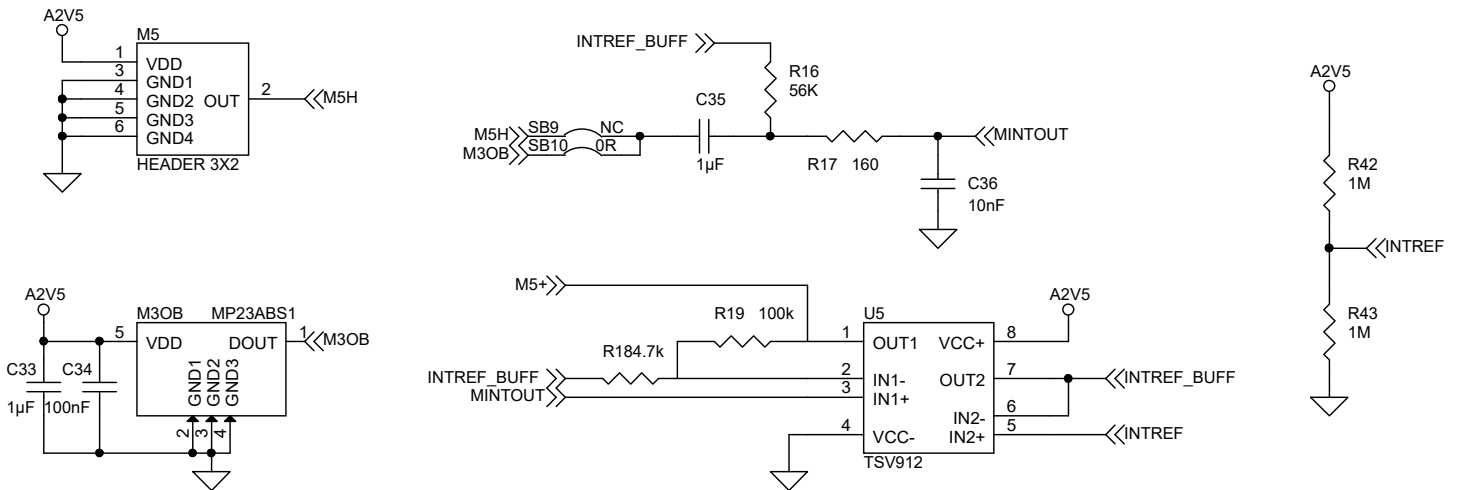 A2V5
M5
1
VDD
3
GND1
4
GND2
OUT
2
M5H
5
GND3
6
GND4
HEADER 3X2
INTREF_BUFF
R16
56K
C35
1µF
M5H
SB9
NC
M3OB
SB10
0R
R17 160
MINTOUT
C36
10nF
A2V5
R42
1M
INTREF
R43
1M
A2V5
M3OB
MP23ABS1
5
VDD
DOUT
1
M3OB
C33
C34
1µF
100nF
GND1
GND2
GND3
2
3
4
M5+
R19 100k
R184.7k
INTREF_BUFF
MINTOUT
U5
A2V5
1
OUT1
VCC+
8
2
IN1-
OUT2
7
INTREF_BUFF
3
IN1+
IN2-
6
4
VCC-
IN2+
5
INTREF
TSV912